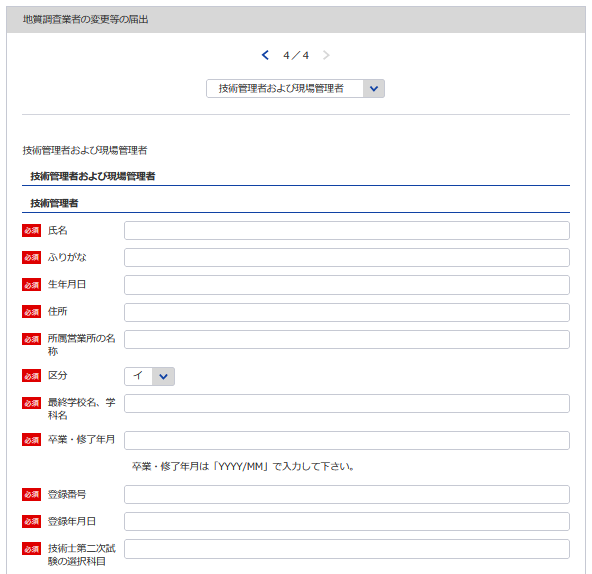 地質調査業者の変更等の届出
4／4
技術管理者および現場管理者
技術管理者および現場管理者
技術管理者および現場管理者
技術管理者
必須 氏名
必須 ふりがな
必須 生年月日
必須 住所
必須 所属営業所の名
称
必須 区分 イ
必須 最終学校名、学
科名
必須 卒業・修了年月
卒業・修了年月は「YYYY/MM」で入力して下さい。
必須 登録番号
必須 登録年月日
必須 技術士第二次試
験の選択科目